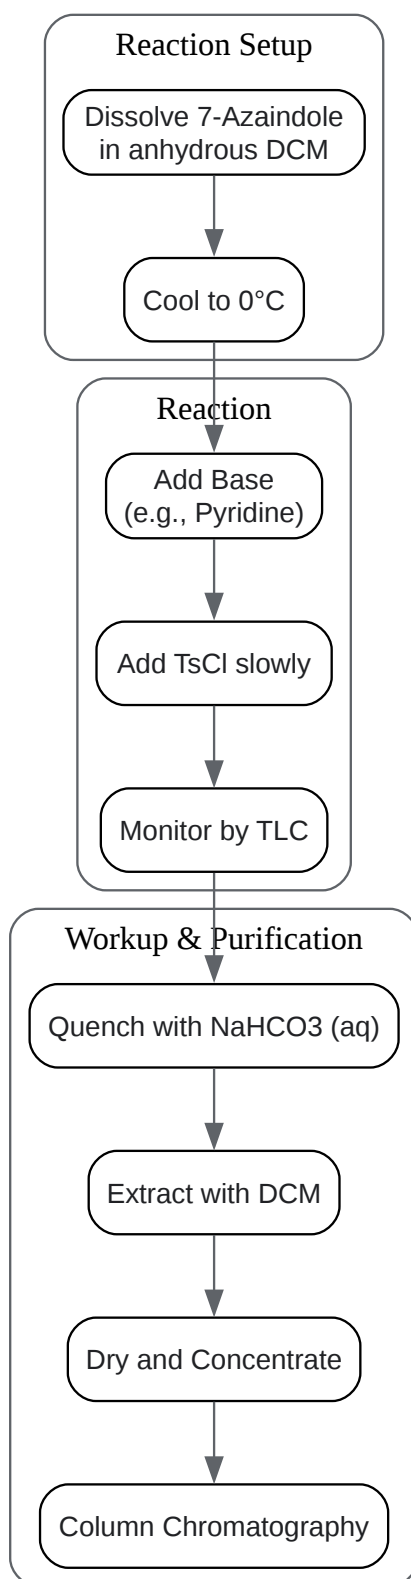 Reaction Setup
Dissolve 7-Azaindole
in anhydrous DCM
Cool to 0°C
Reaction
Add Base
(e.g., Pyridine)
Add TsCl slowly
Monitor by TLC
Workup & Purification
Quench with NaHCO3 (aq)
Extract with DCM
Dry and Concentrate
Column Chromatography